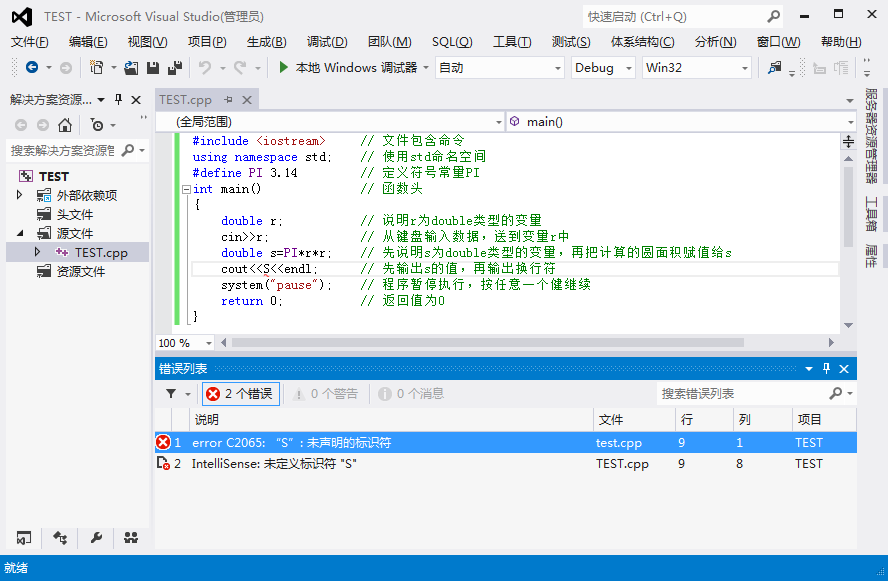 TEST - Microsoft Visual Studio(管理员)
快速启动 (Ctrl+Q)
文件(F) 编辑(E) 视图(V) 项目(P) 生成(B) 调试(D) 团队(M) SQL(Q) 工具(T) 测试(S) 体系结构(C) 分析(N) 窗口(W) 帮助(H)
本地 Windows 调试器 自动 Debug Win32
解决方案资源...
搜索解决方案资源管
TEST
外部依赖项
头文件
源文件
TEST.cpp
资源文件
TEST.cpp
(全局范围) main()
#include <iostream> // 文件包含命令
using namespace std; // 使用std命名空间
#define PI 3.14 // 定义符号常量PI
int main() // 函数头
{
double r; // 说明r为double类型的变量
cin>>r; // 从键盘输入数据，送到变量r中
double s=PI*r*r; // 先说明s为double类型的变量，再把计算的圆面积赋值给s
cout<<S<<endl; // 先输出s的值，再输出换行符
system("pause"); // 程序暂停执行，按任意一个健继续
return 0; // 返回值为0
}
100 %
服务器资源管理器
工具箱
属性
错误列表
2 个错误 0 个警告 0 个消息 搜索错误列表
说明 文件 行 列 项目
1 error C2065: “S”: 未声明的标识符 test.cpp 9 1 TEST
2 IntelliSense: 未定义标识符 "S" TEST.cpp 9 8 TEST
就绪